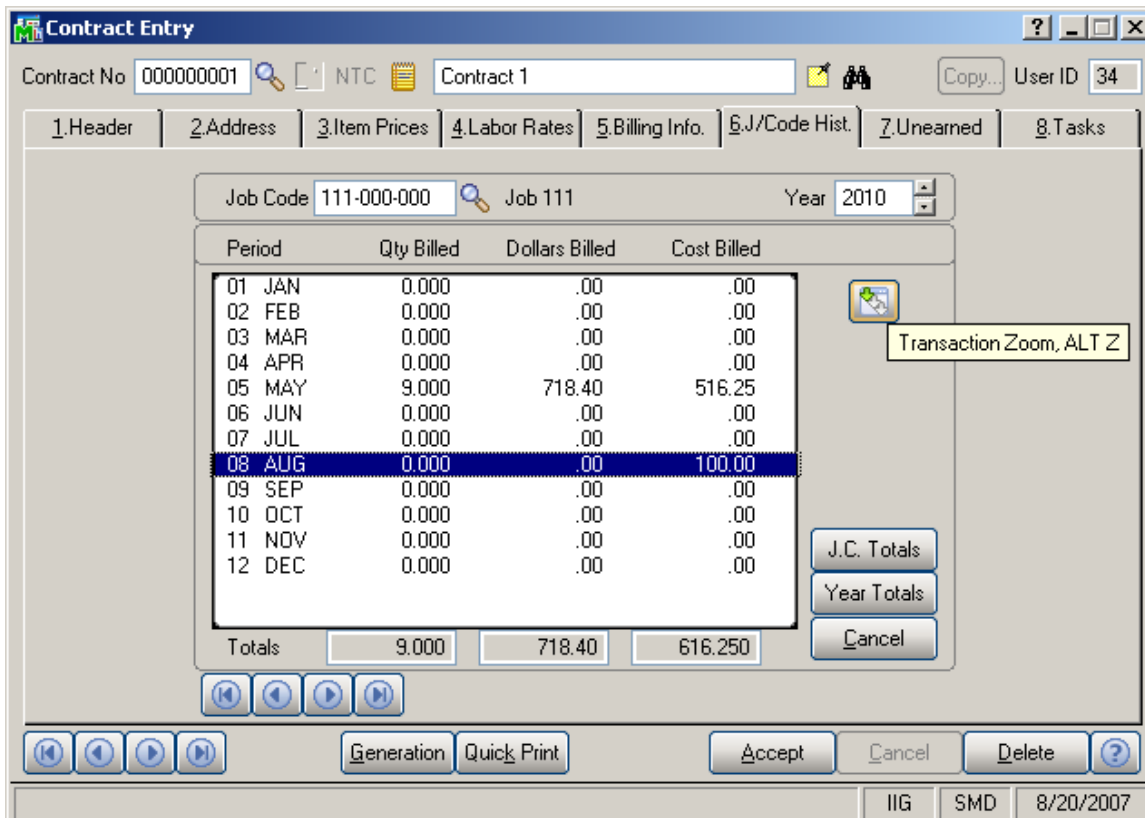 Contract Entry
Contract No 000000001 NTC Contract 1 Copy... User ID 34
1.Header 2.Address 3.Item Prices 4.Labor Rates 5.Billing Info. 6.J/Code Hist. 7.Unearned 8.Tasks
Job Code 111-000-000 Job 111 Year 2010
Period Qty Billed Dollars Billed Cost Billed
01 JAN 0.000 .00 .00
02 FEB 0.000 .00 .00
03 MAR 0.000 .00 .00
04 APR 0.000 .00 .00
05 MAY 9.000 718.40 516.25
06 JUN 0.000 .00 .00
07 JUL 0.000 .00 .00
08 AUG 0.000 .00 100.00
09 SEP 0.000 .00 .00
10 OCT 0.000 .00 .00
11 NOV 0.000 .00 .00
12 DEC 0.000 .00 .00
Transaction Zoom, ALT Z
J.C. Totals
Year Totals
Cancel
Totals 9.000 718.40 616.250
Generation Quick Print Accept Cancel Delete
IIG SMD 8/20/2007